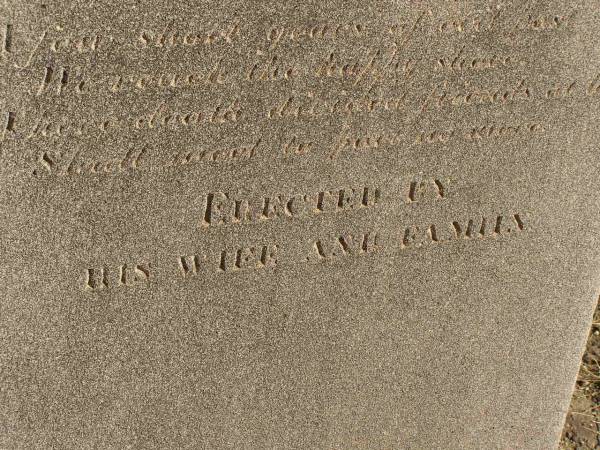 A few short years of evil past
We reach the happy shore
Where death divided friends at
Shall meet to part no more
ERECTED BY
HIS WIFE AND FAMILY